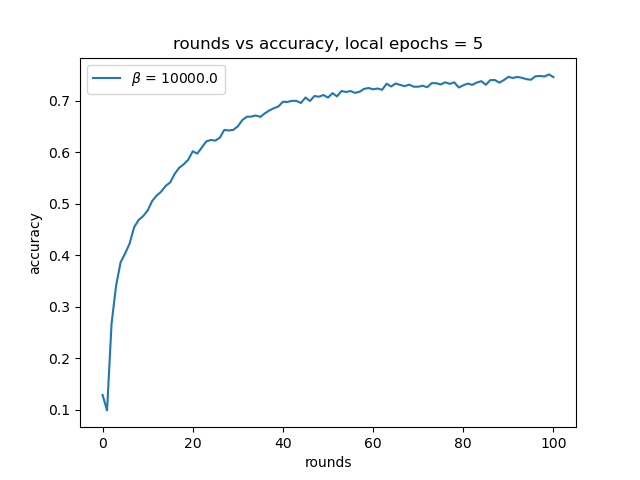 rounds vs accuracy, local epochs = 5
β = 10000.0
accuracy
0.7
0.6
0.5
0.4
0.3
0.2
0.1
0 20 40 60 80 100
rounds